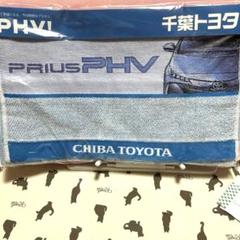 PHV!
千葉トヨタ
PRIUS PHV
CHIBA TOYOTA